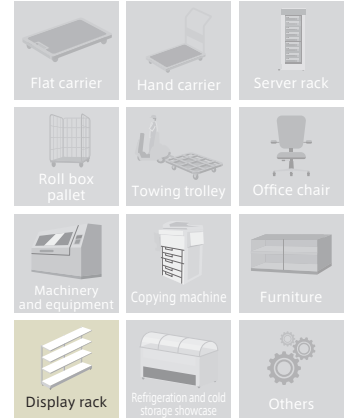 Flat carrier
Hand carrier
Server rack
Roll box
pallet
Towing trolley
Office chair
Machinery
and equipment
Copying machine
Furniture
Display rack
Refrigeration and cold
storage showcase
Others